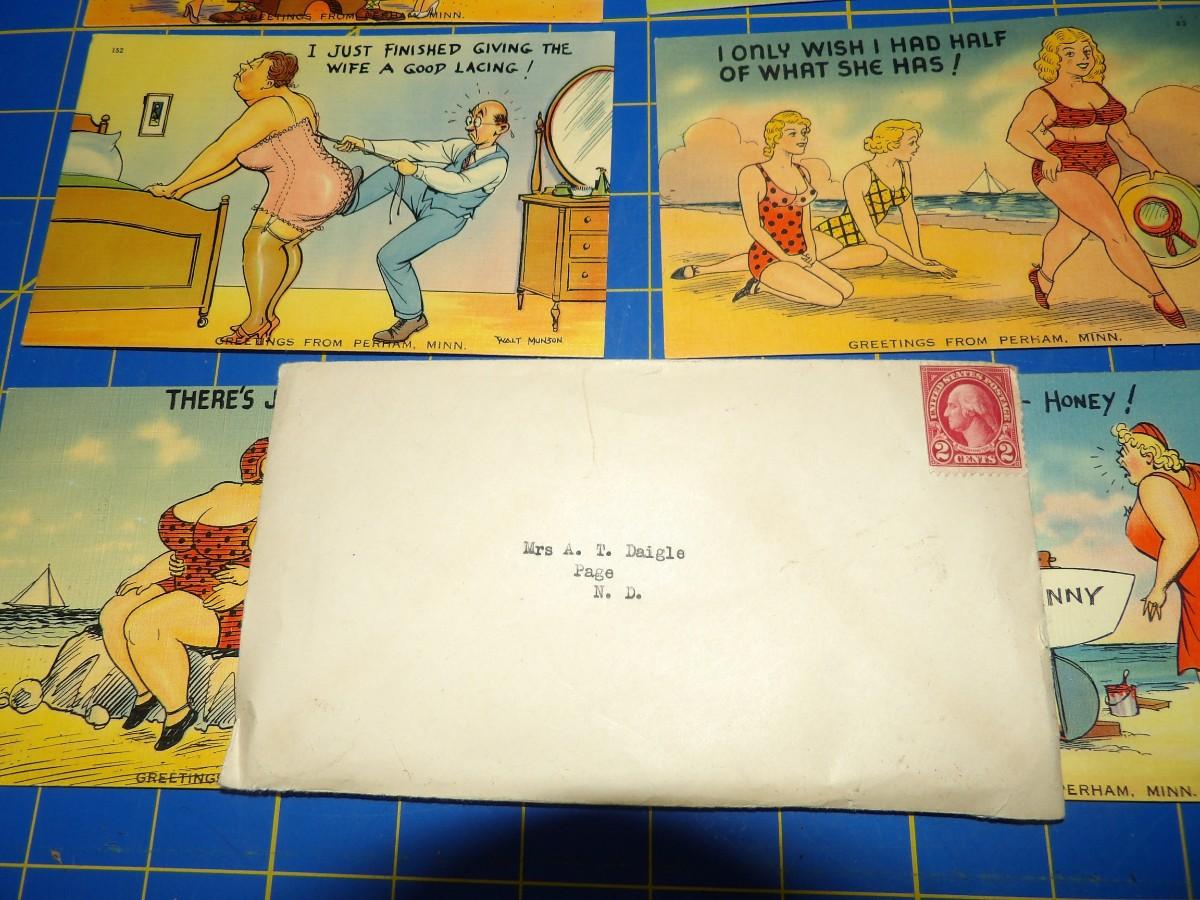 GREETINGS FROM PERHAM, MINN.
152
I JUST FINISHED GIVING THE
WIFE A GOOD LACING!
GREETINGS FROM PERHAM, MINN.
WALT MUNSON
83
I ONLY WISH I HAD HALF
OF WHAT SHE HAS!
GREETINGS FROM PERHAM, MINN.
THERE'S J
- HONEY!
UNITED STATES POSTAGE
2 CENTS 2
Mrs A. T. Daigle
Page
N. D.
NNY
GREETINGS
PERHAM, MINN.